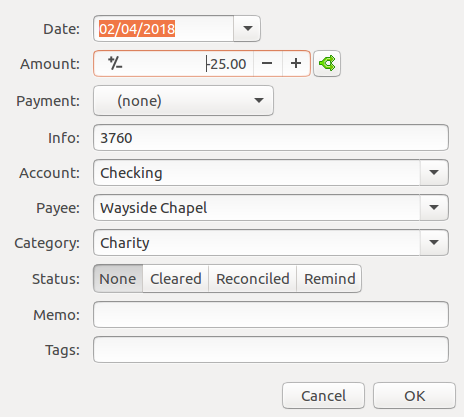 Date: 02/04/2018
Amount: +/- -25.00 − +
Payment: (none)
Info: 3760
Account: Checking
Payee: Wayside Chapel
Category: Charity
Status: None Cleared Reconciled Remind
Memo:
Tags:
Cancel OK